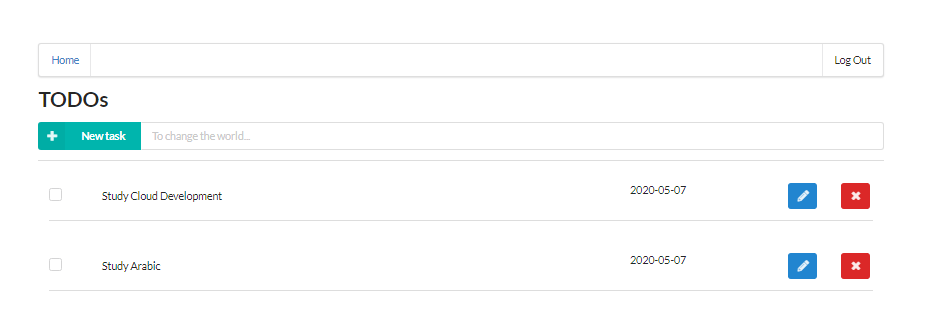 Home Log Out
TODOs
New task To change the world...
Study Cloud Development 2020-05-07
Study Arabic 2020-05-07